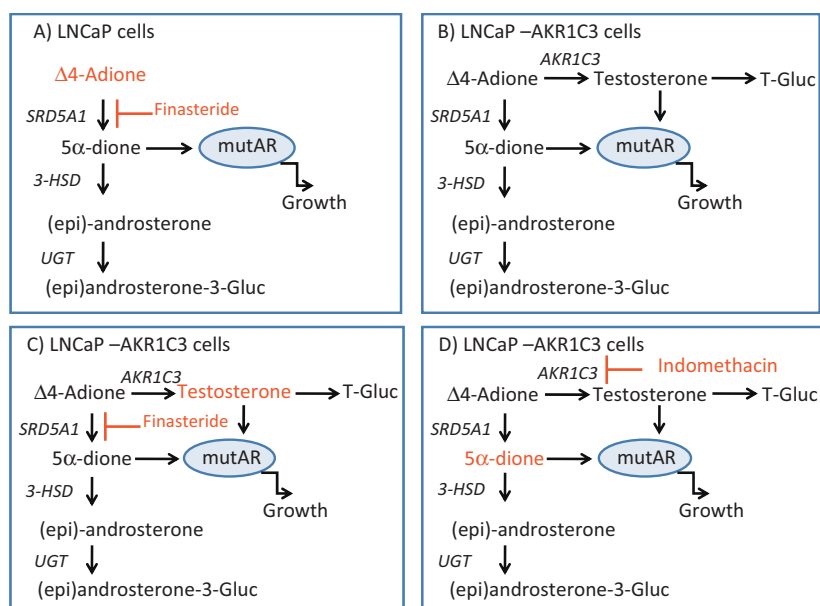 A) LNCaP cells
Δ4-Adione
SRD5A1
Finasteride
5α-dione
mutAR
3-HSD
Growth
(epi)-androsterone
UGT
(epi)androsterone-3-Gluc
B) LNCaP –AKR1C3 cells
AKR1C3
Δ4-Adione
Testosterone
T-Gluc
SRD5A1
5α-dione
mutAR
3-HSD
Growth
(epi)-androsterone
UGT
(epi)androsterone-3-Gluc
C) LNCaP –AKR1C3 cells
AKR1C3
Δ4-Adione
Testosterone
T-Gluc
SRD5A1
Finasteride
5α-dione
mutAR
3-HSD
Growth
(epi)-androsterone
UGT
(epi)androsterone-3-Gluc
D) LNCaP –AKR1C3 cells
AKR1C3
Indomethacin
Δ4-Adione
Testosterone
T-Gluc
SRD5A1
5α-dione
mutAR
3-HSD
Growth
(epi)-androsterone
UGT
(epi)androsterone-3-Gluc